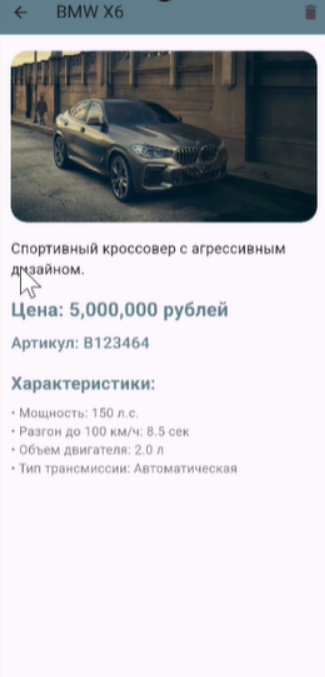 BMW X6
Спортивный кроссовер с агрессивным
дизайном.
Цена: 5,000,000 рублей
Артикул: B123464
Характеристики:
• Мощность: 150 л.с.
• Разгон до 100 км/ч: 8.5 сек
• Объем двигателя: 2.0 л
• Тип трансмиссии: Автоматическая